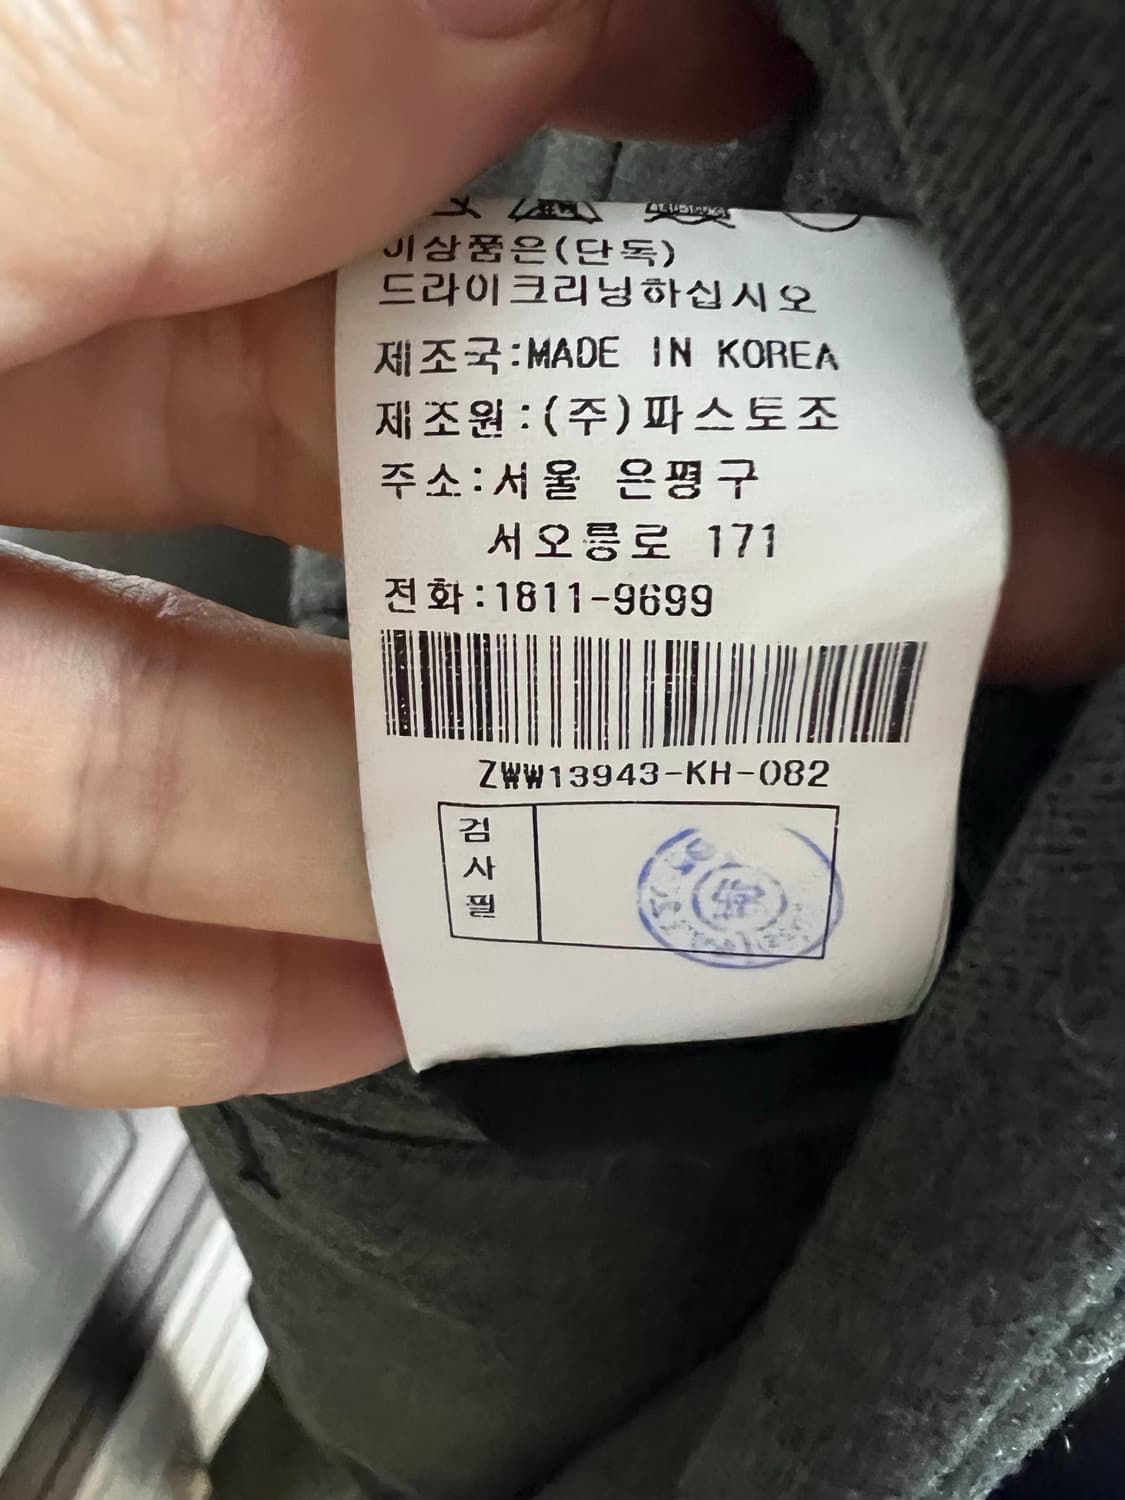 이상품은(단독)
드라이크리닝하십시오
제조국:MADE IN KOREA
제조원:(주)파스토조
주소:서울 은평구
서오릉로 171
전화:1811-9699
ZWW13943-KH-082
검
사
필